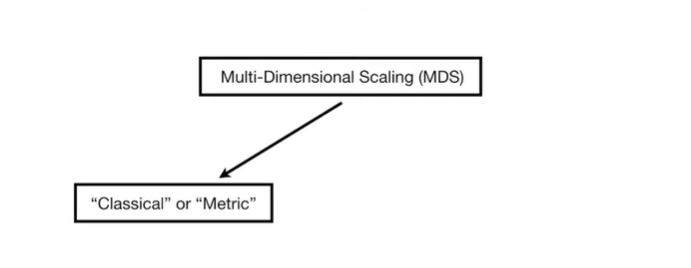 Multi-Dimensional Scaling (MDS)
“Classical” or “Metric”